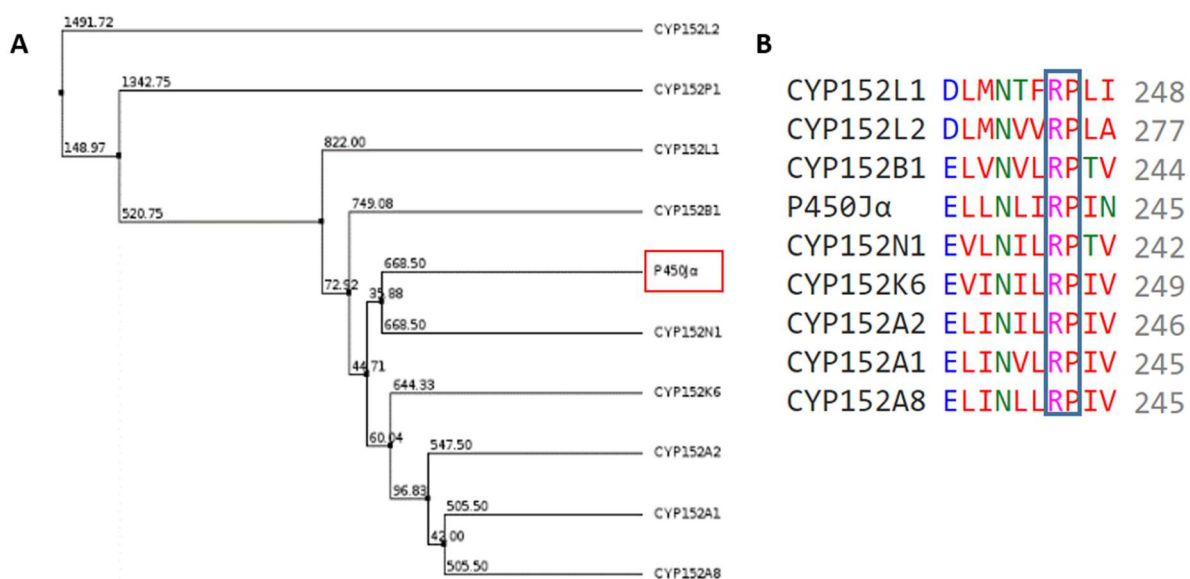 A
1491.72
CYP152L2
1342.75
CYP152P1
148.97
822.00
CYP152L1
520.75
749.08
CYP152B1
668.50
P450Jα
72.92
35.88
668.50
CYP152N1
44.71
644.33
CYP152K6
60.04
547.50
CYP152A2
96.83
505.50
CYP152A1
42.00
505.50
CYP152A8
B
CYP152L1 DLMNTFRPLI 248
CYP152L2 DLMNVVRPLA 277
CYP152B1 ELVNVLRPTV 244
P450Jα ELLNLIRPIN 245
CYP152N1 EVLNILRPTV 242
CYP152K6 EVINILRPIV 249
CYP152A2 ELINILRPIV 246
CYP152A1 ELINVLRPIV 245
CYP152A8 ELINLLRPIV 245